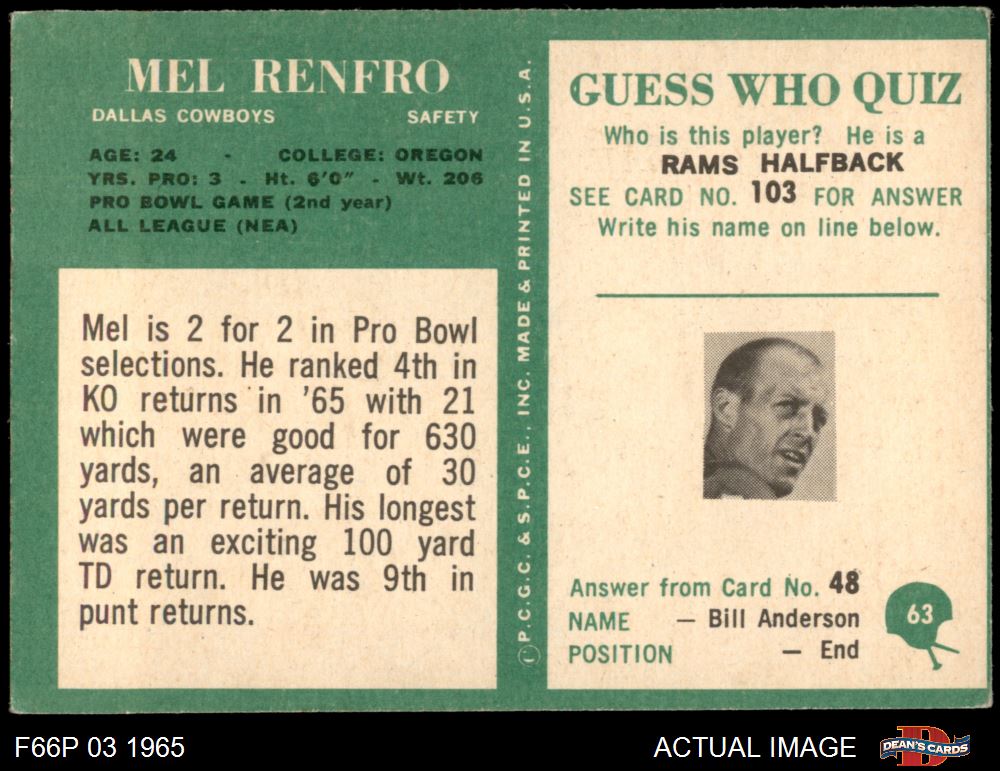 MEL RENFRO
DALLAS COWBOYS SAFETY
AGE: 24 - COLLEGE: OREGON
YRS. PRO: 3 - Ht. 6'0" - Wt. 206
PRO BOWL GAME (2nd year)
ALL LEAGUE (NEA)
Mel is 2 for 2 in Pro Bowl
selections. He ranked 4th in
KO returns in '65 with 21
which were good for 630
yards, an average of 30
yards per return. His longest
was an exciting 100 yard
TD return. He was 9th in
punt returns.
©P.C.G.C. & S.P.C.E., INC. MADE & PRINTED IN U.S.A.
GUESS WHO QUIZ
Who is this player? He is a
RAMS HALFBACK
SEE CARD NO. 103 FOR ANSWER
Write his name on line below.
Answer from Card No. 48
NAME — Bill Anderson
POSITION — End
63
F66P 03 1965
ACTUAL IMAGE
DEAN'S CARDS